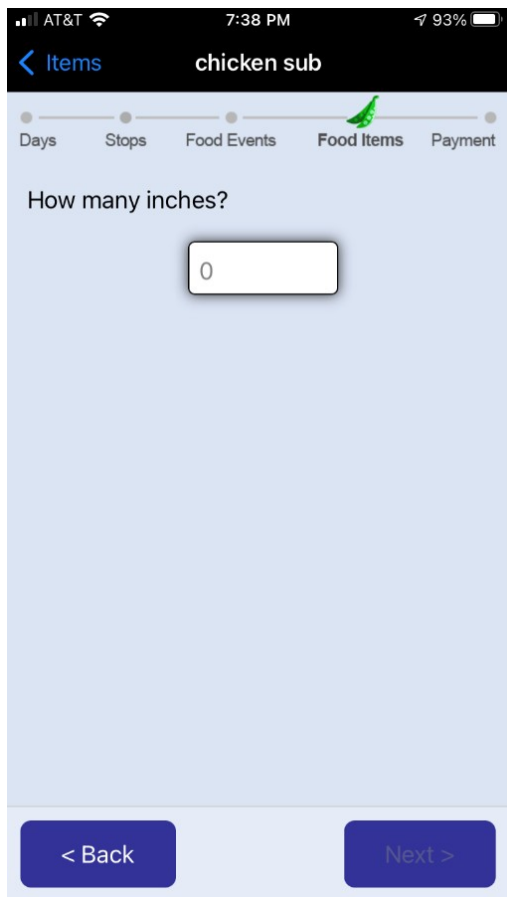 AT&T 7:38 PM 93%
Items chicken sub
Days Stops Food Events Food Items Payment
How many inches?
0
< Back Next >